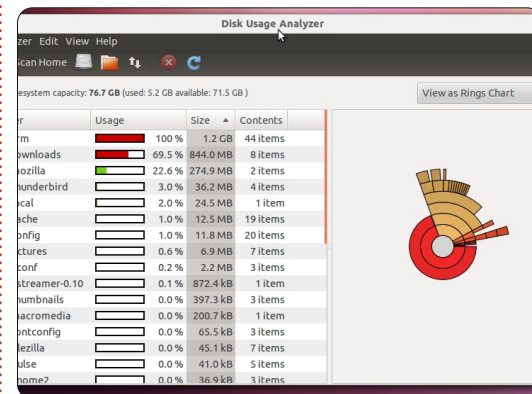 Disk Usage Analyzer
zer Edit View Help
Scan Home
esystem capacity: 76.7 GB (used: 5.2 GB available: 71.5 GB )
View as Rings Chart
er Usage Size Contents
rm 100 % 1.2 GB 44 items
ownloads 69.5 % 844.0 MB 8 items
ozilla 22.6 % 274.9 MB 2 items
hunderbird 3.0 % 36.2 MB 4 items
ocal 2.0 % 24.5 MB 1 item
ache 1.0 % 12.5 MB 19 items
onfig 1.0 % 11.8 MB 20 items
ctures 0.6 % 6.9 MB 7 items
conf 0.2 % 2.2 MB 3 items
streamer-0.10 0.1 % 872.4 kB 1 item
humbnails 0.0 % 397.3 kB 3 items
acromedia 0.0 % 200.7 kB 1 item
ontconfig 0.0 % 65.5 kB 3 items
lezilla 0.0 % 45.1 kB 7 items
ulse 0.0 % 41.0 kB 5 items
nome2 0.0 % 36.9 kB 3 items